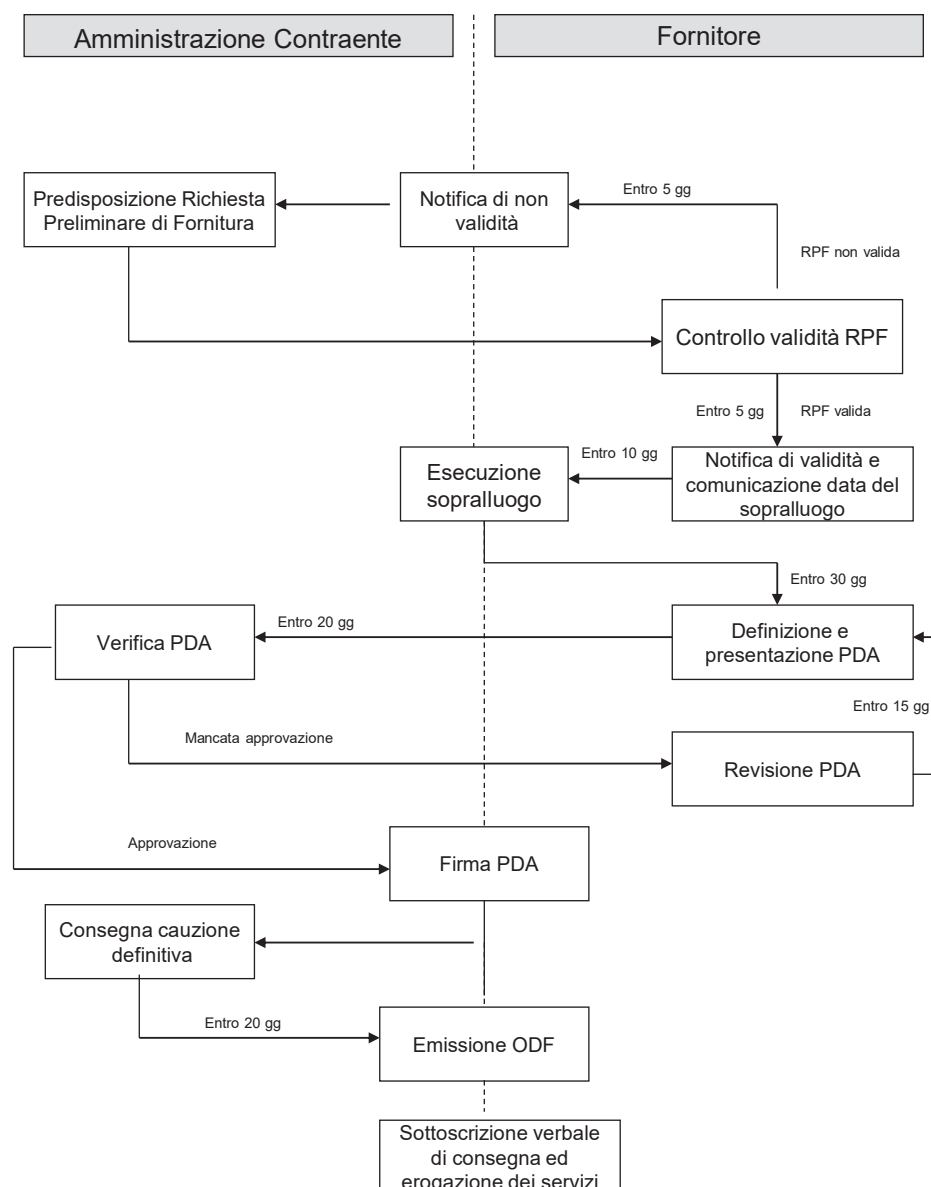 Amministrazione Contraente
Fornitore
Predisposizione Richiesta
Preliminare di Fornitura
Notifica di non
validità
Entro 5 gg
RPF non valida
Controllo validità RPF
Entro 5 gg
RPF valida
Esecuzione
sopralluogo
Entro 10 gg
Notifica di validità e
comunicazione data del
sopralluogo
Entro 30 gg
Verifica PDA
Entro 20 gg
Definizione e
presentazione PDA
Entro 15 gg
Mancata approvazione
Revisione PDA
Approvazione
Firma PDA
Consegna cauzione
definitiva
Entro 20 gg
Emissione ODF
Sottoscrizione verbale
di consegna ed
erogazione dei servizi